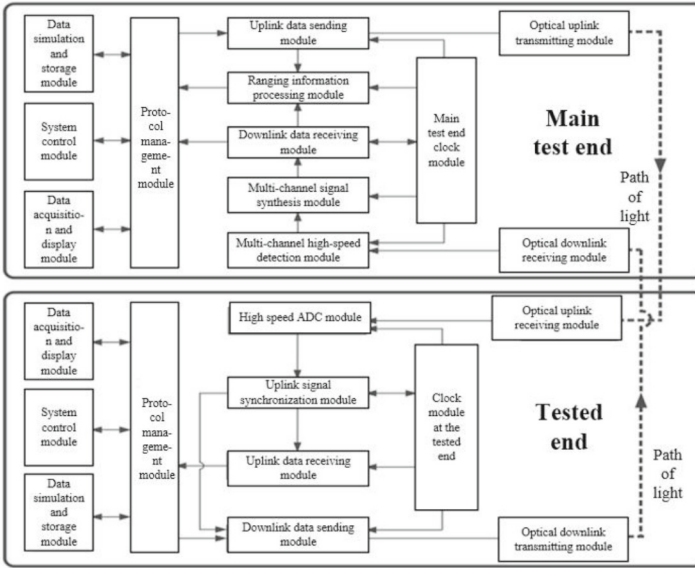 Data
simulation
and
storage
module
System
control
module
Data
acquisitio-
n and
display
module
Proto-
col
manag-
eme-
nt
module
Uplink data sending
module
Ranging information
processing module
Downlink data receiving
module
Multi-channel signal
synthesis module
Multi-channel high-speed
detection module
Main
test end
clock
module
Optical uplink
transmitting module
Main
test end
Path
of
light
Optical downlink
receiving module
Data
acquisitio-
n and
display
module
System
control
module
Data
simulation
and
storage
module
Proto-
col
mana-
geme-
nt
module
High speed ADC module
Uplink signal
synchronization module
Uplink data receiving
module
Downlink data sending
module
Clock
module
at the
tested
end
Optical uplink
receiving module
Tested
end
Path
of
light
Optical downlink
transmitting module